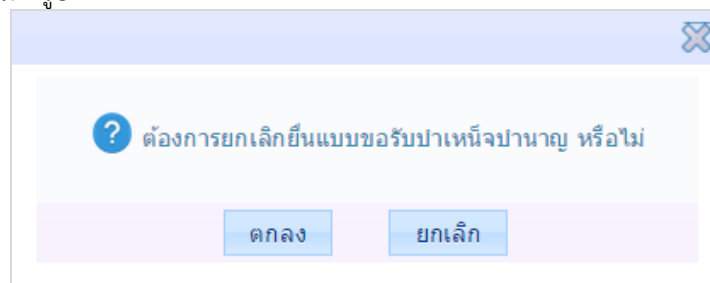 ต้องการยกเลิกยื่นแบบขอรับบำเหน็จบำนาญ หรือไม่
ตกลง
ยกเลิก